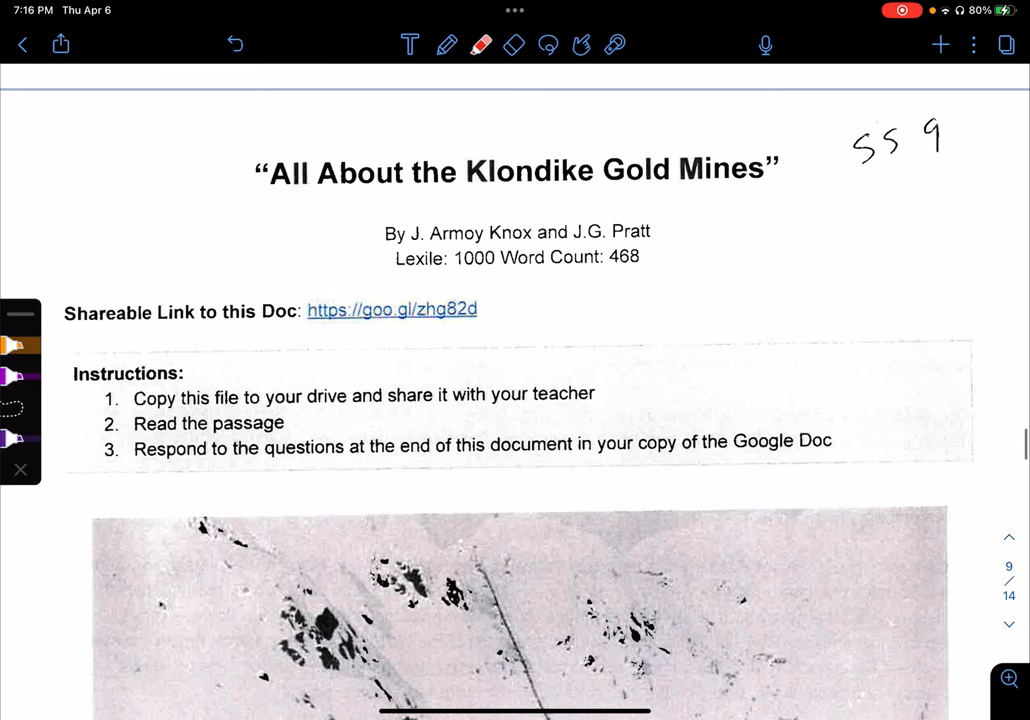 7:16 PM Thu Apr 6
80%
SS 9
“All About the Klondike Gold Mines”
By J. Armoy Knox and J.G. Pratt
Lexile: 1000 Word Count: 468
Shareable Link to this Doc: https://goo.gl/zhg82d
Instructions:
1. Copy this file to your drive and share it with your teacher
2. Read the passage
3. Respond to the questions at the end of this document in your copy of the Google Doc
9
/
14